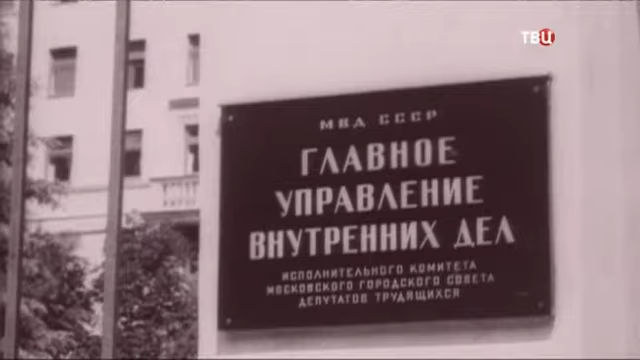 ТВЦ
МВД СССР
ГЛАВНОЕ
УПРАВЛЕНИЕ
ВНУТРЕННИХ ДЕЛ
ИСПОЛНИТЕЛЬНОГО КОМИТЕТА
МОСКОВСКОГО ГОРОДСКОГО СОВЕТА
ДЕПУТАТОВ ТРУДЯЩИХСЯ